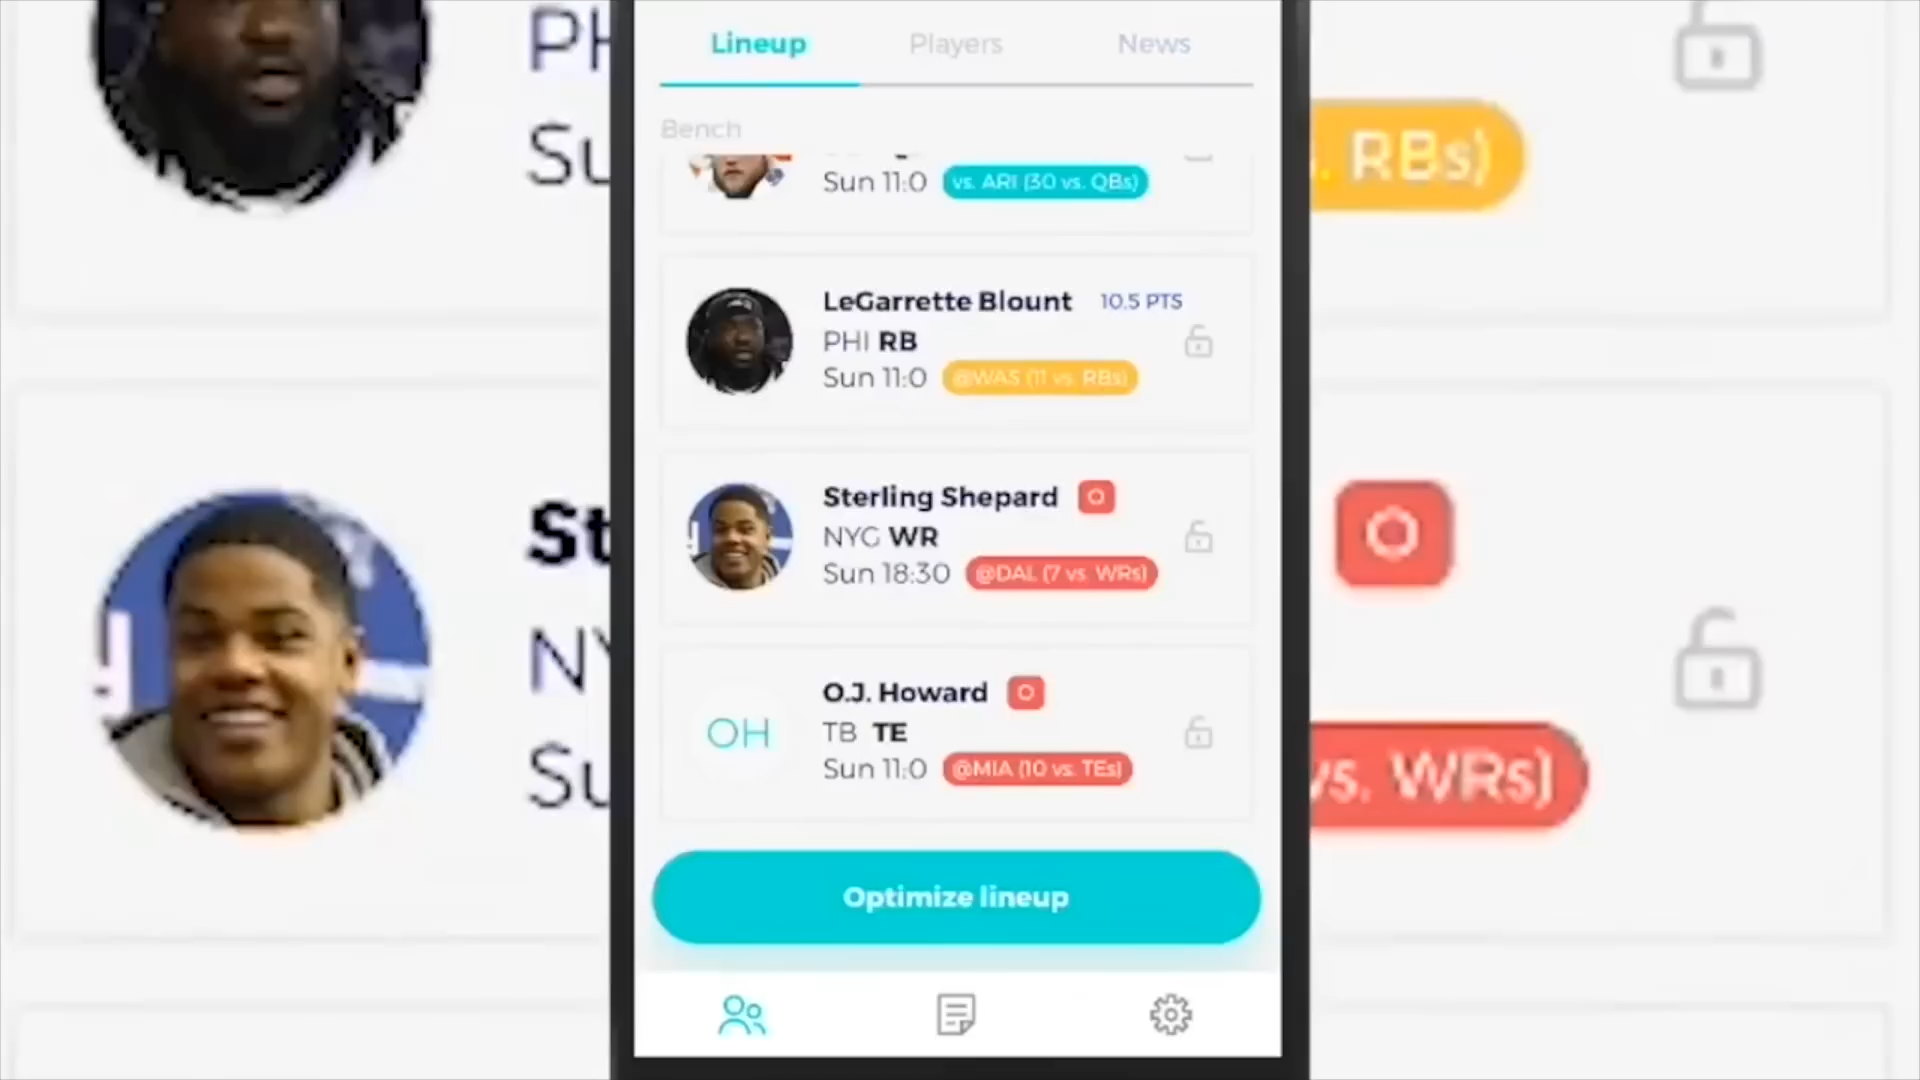 Lineup Players News
Bench
Sun 11:0 vs. ARI (30 vs. QBs)
LeGarrette Blount 10.5 PTS
PHI RB
Sun 11:0 @WAS (11 vs. RBs)
Sterling Shepard O
NYG WR
Sun 18:30 @DAL (7 vs. WRs)
OH
O.J. Howard O
TB TE
Sun 11:0 @MIA (10 vs. TEs)
Optimize lineup
PH
Su
. RBs)
St
O
NY
Su
vs. WRs)